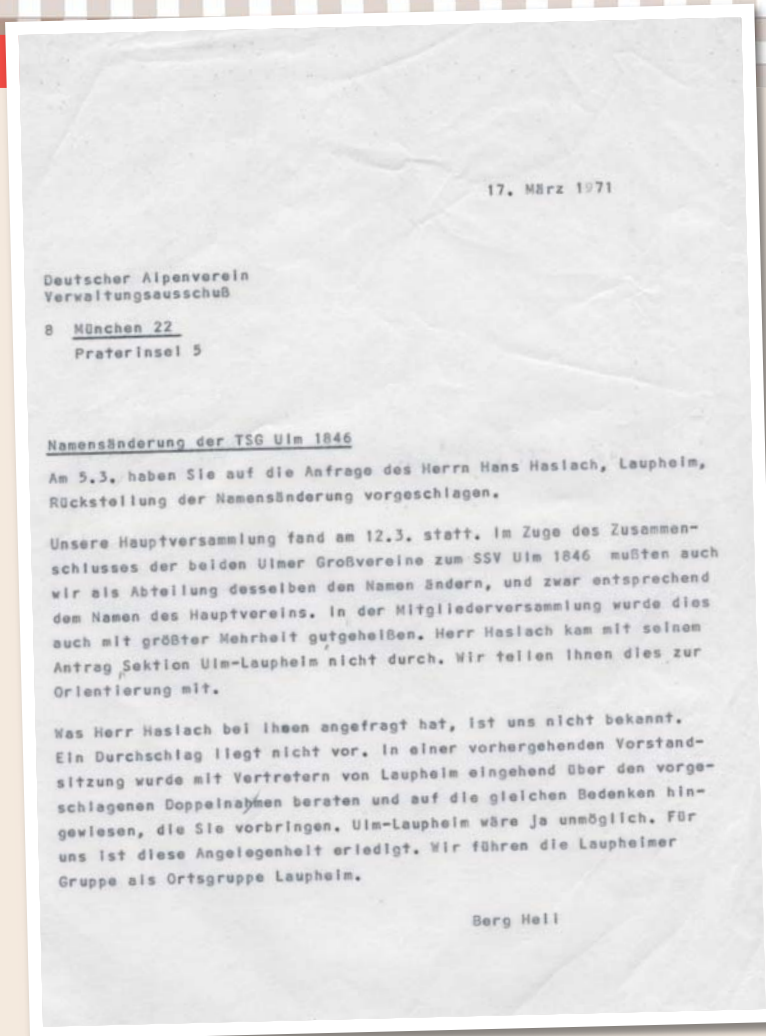 17. März 1971
Deutscher Alpenverein
Verwaltungsausschuß
8 München 22
Praterinsel 5
Namensänderung der TSG Ulm 1846
Am 5.3. haben Sie auf die Anfrage des Herrn Hans Haslach, Laupheim,
Rückstellung der Namensänderung vorgeschlagen.
Unsere Hauptversammlung fand am 12.3. statt. Im Zuge des Zusammen-
schlusses der beiden Ulmer Großvereine zum SSV Ulm 1846 mußten auch
wir als Abteilung desselben den Namen ändern, und zwar entsprechend
dem Namen des Hauptvereins. In der Mitgliederversammlung wurde dies
auch mit größter Mehrheit gutgeheißen. Herr Haslach kam mit seinem
Antrag Sektion Ulm-Laupheim nicht durch. Wir teilen Ihnen dies zur
Orientierung mit.
Was Herr Haslach bei Ihnen angefragt hat, ist uns nicht bekannt.
Ein Durchschlag liegt nicht vor. In einer vorhergehenden Vorstand-
sitzung wurde mit Vertretern von Laupheim eingehend über den vorge-
schlagenen Doppelnahmen beraten und auf die gleichen Bedenken hin-
gewiesen, die Sie vorbringen. Ulm-Laupheim wäre ja unmöglich. Für
uns ist diese Angelegenheit erledigt. Wir führen die Laupheimer
Gruppe als Ortsgruppe Laupheim.
Berg Heil